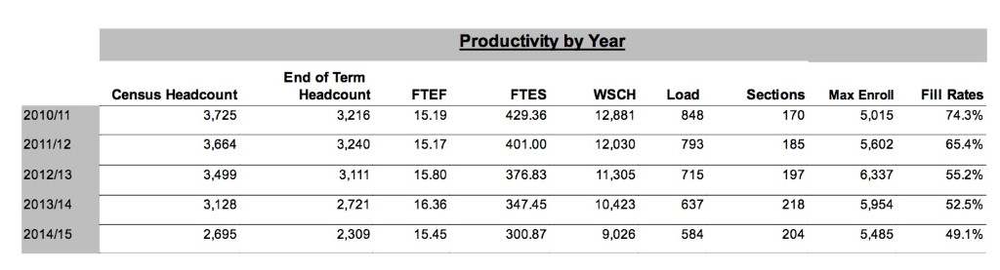 Productivity by Year
End of Term
Census Headcount Headcount FTEF FTES WSCH Load Sections Max Enroll Fill Rates
2010/11 3,725 3,216 15.19 429.36 12,881 848 170 5,015 74.3%
2011/12 3,664 3,240 15.17 401.00 12,030 793 185 5,602 65.4%
2012/13 3,499 3,111 15.80 376.83 11,305 715 197 6,337 55.2%
2013/14 3,128 2,721 16.36 347.45 10,423 637 218 5,954 52.5%
2014/15 2,695 2,309 15.45 300.87 9,026 584 204 5,485 49.1%